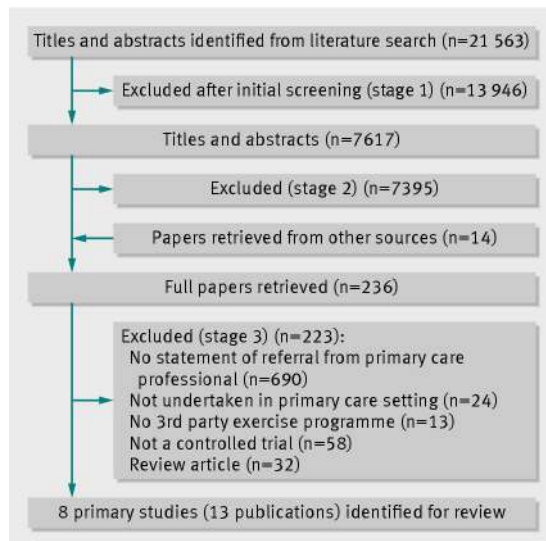 Titles and abstracts identified from literature search (n=21 563)
Excluded after initial screening (stage 1) (n=13 946)
Titles and abstracts (n=7617)
Excluded (stage 2) (n=7395)
Papers retrieved from other sources (n=14)
Full papers retrieved (n=236)
Excluded (stage 3) (n=223):
No statement of referral from primary care
professional (n=690)
Not undertaken in primary care setting (n=24)
No 3rd party exercise programme (n=13)
Not a controlled trial (n=58)
Review article (n=32)
8 primary studies (13 publications) identified for review